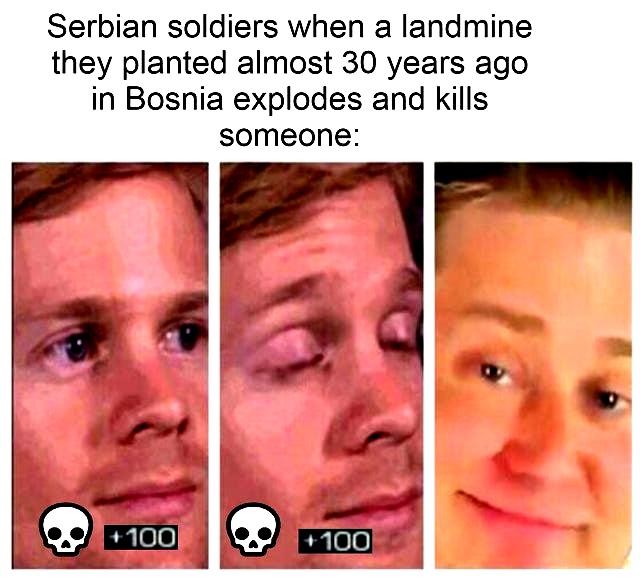 Serbian soldiers when a landmine
they planted almost 30 years ago
in Bosnia explodes and kills
someone:
+100 +100